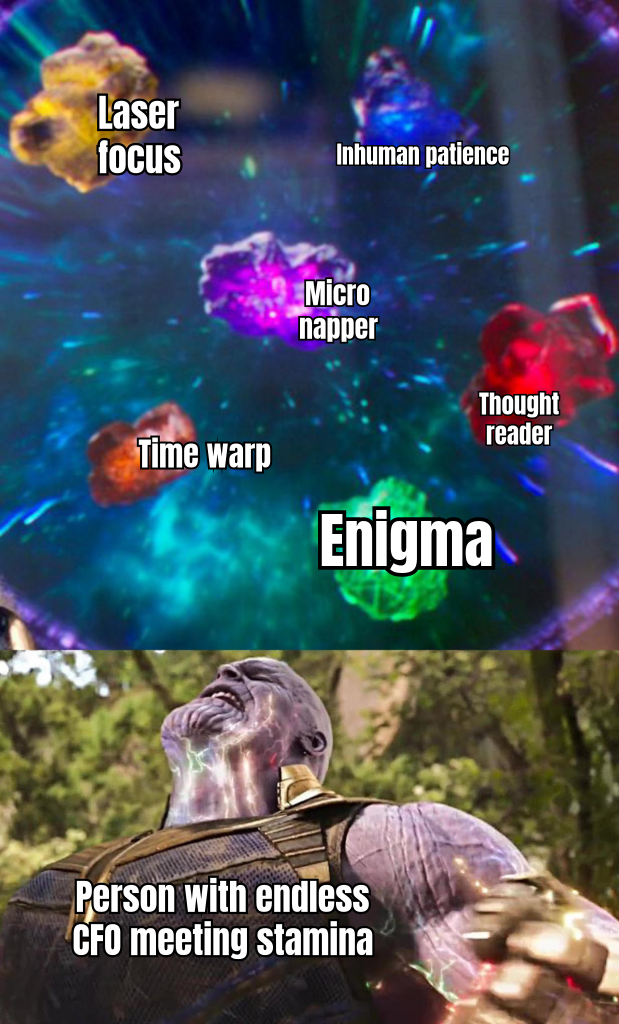 Laser
focus
Inhuman patience
Micro
napper
Thought
reader
Time warp
Enigma
Person with endless
CFO meeting stamina